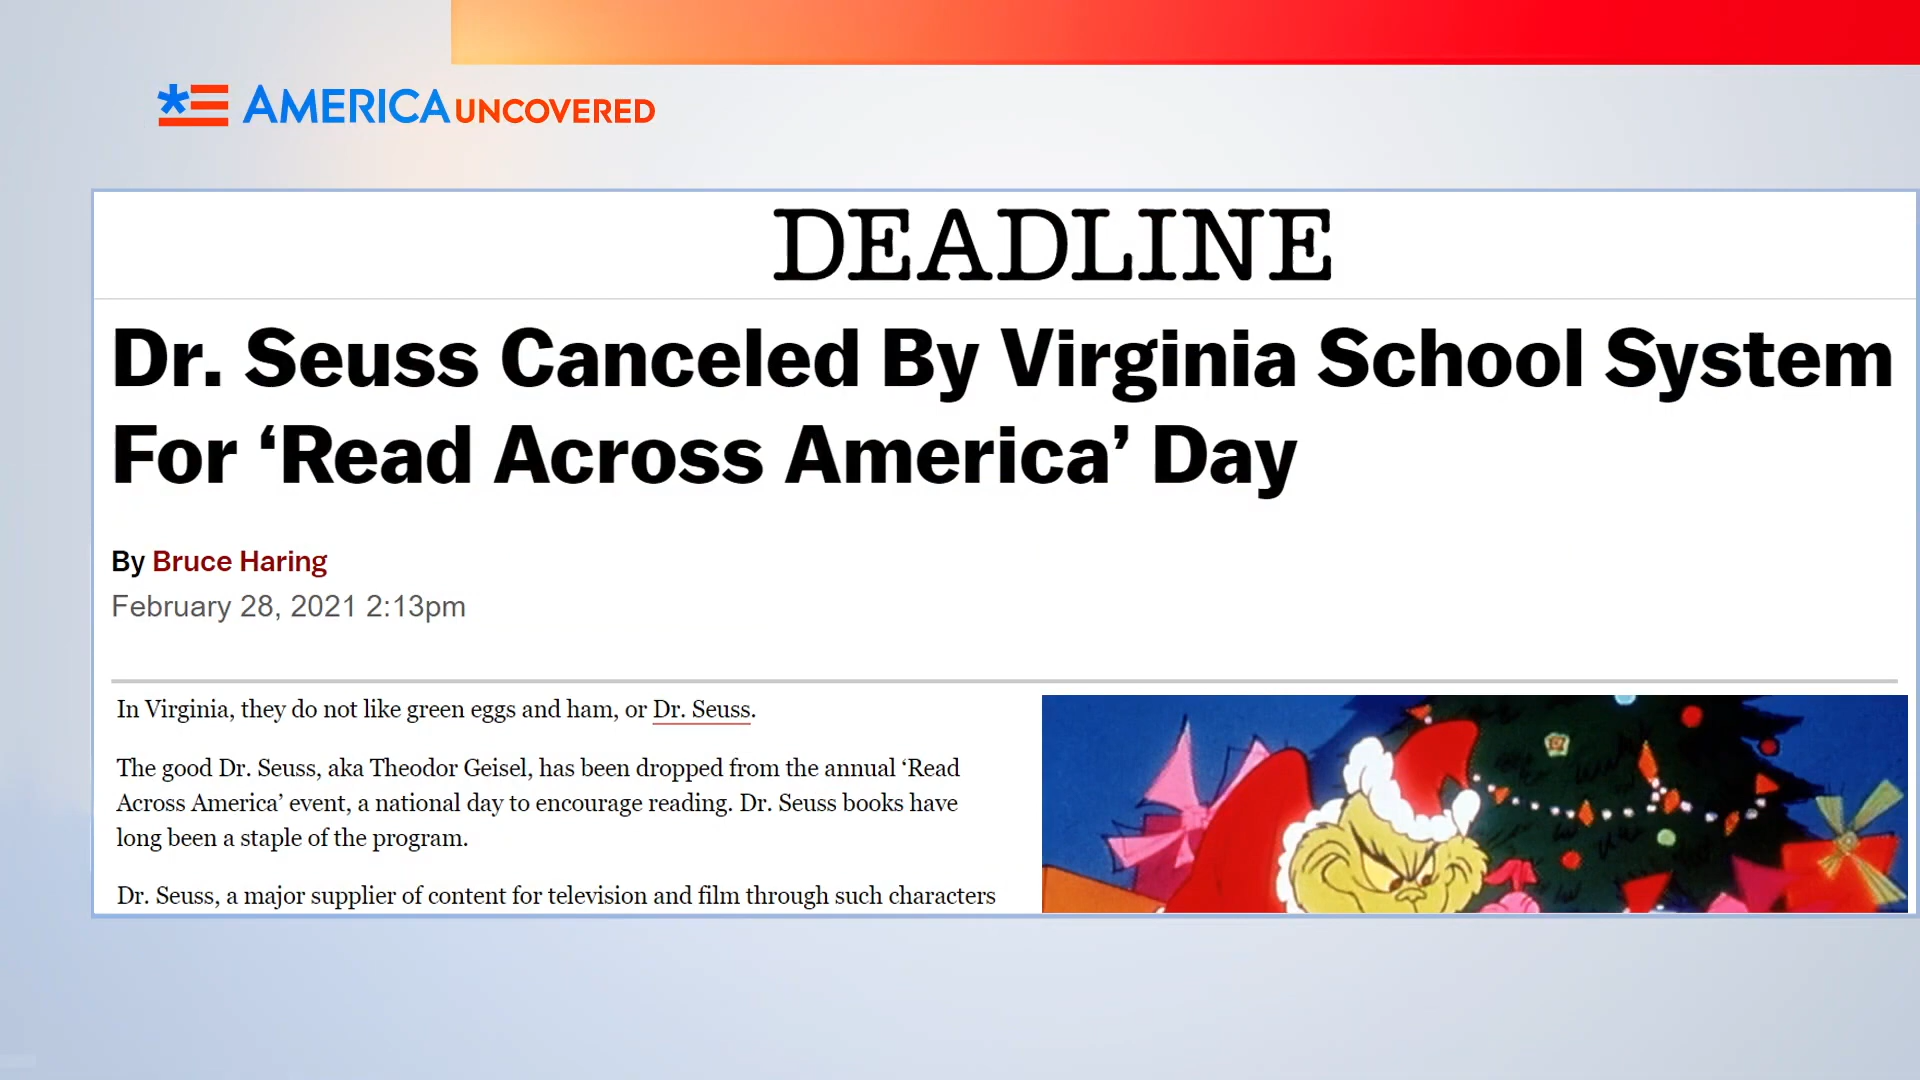 AMERICA UNCOVERED
DEADLINE
Dr. Seuss Canceled By Virginia School System
For ‘Read Across America’ Day
By Bruce Haring
February 28, 2021 2:13pm
In Virginia, they do not like green eggs and ham, or Dr. Seuss.
The good Dr. Seuss, aka Theodor Geisel, has been dropped from the annual ‘Read
Across America’ event, a national day to encourage reading. Dr. Seuss books have
long been a staple of the program.
Dr. Seuss, a major supplier of content for television and film through such characters